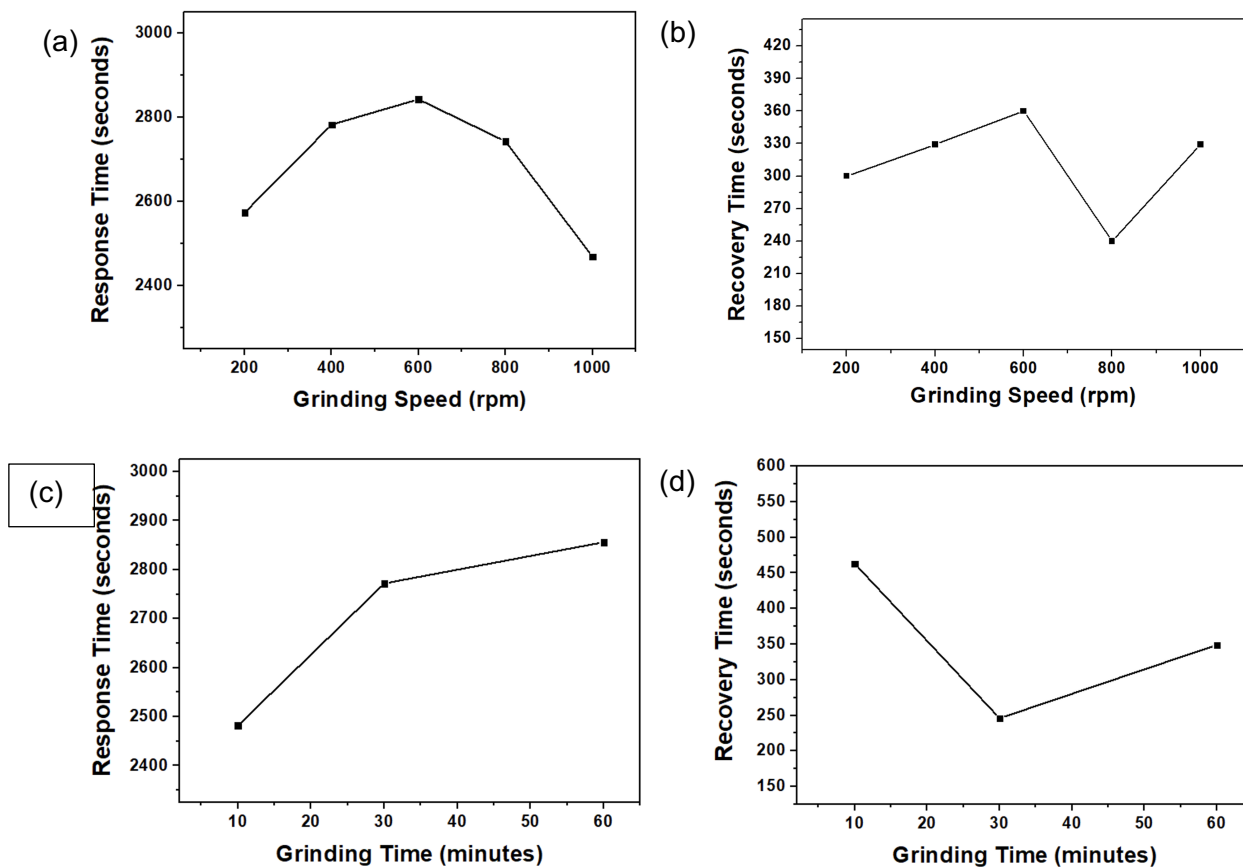 (a)
Response Time (seconds)
3000
2800
2600
2400
200 400 600 800 1000
Grinding Speed (rpm)
(b)
Recovery Time (seconds)
420
390
360
330
300
270
240
210
180
150
200 400 600 800 1000
Grinding Speed (rpm)
(c)
Response Time (seconds)
3000
2900
2800
2700
2600
2500
2400
10 20 30 40 50 60
Grinding Time (minutes)
(d)
Recovery Time (seconds)
600
550
500
450
400
350
300
250
200
150
10 20 30 40 50 60
Grinding Time (minutes)